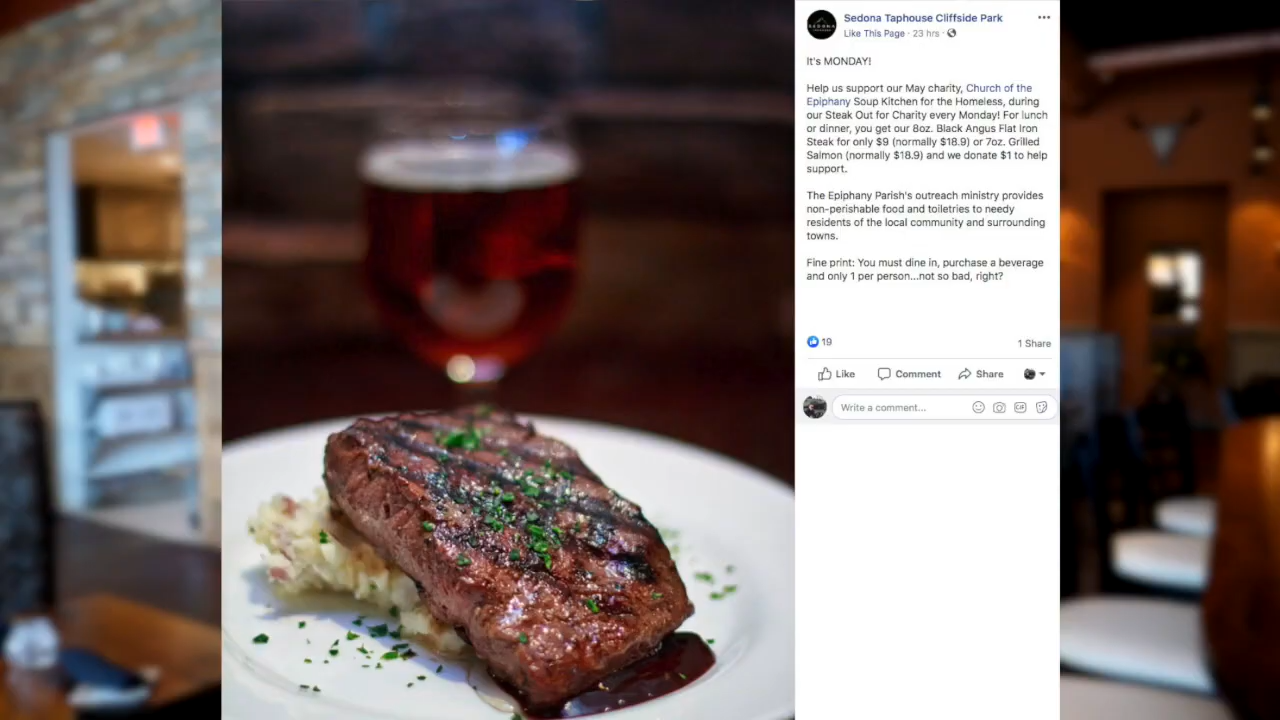 Sedona Taphouse Cliffside Park
Like This Page · 23 hrs ·
It's MONDAY!
Help us support our May charity, Church of the
Epiphany Soup Kitchen for the Homeless, during
our Steak Out for Charity every Monday! For lunch
or dinner, you get our 8oz. Black Angus Flat Iron
Steak for only $9 (normally $18.9) or 7oz. Grilled
Salmon (normally $18.9) and we donate $1 to help
support.
The Epiphany Parish's outreach ministry provides
non-perishable food and toiletries to needy
residents of the local community and surrounding
towns.
Fine print: You must dine in, purchase a beverage
and only 1 per person...not so bad, right?
19
1 Share
Like Comment Share
Write a comment...
GIF